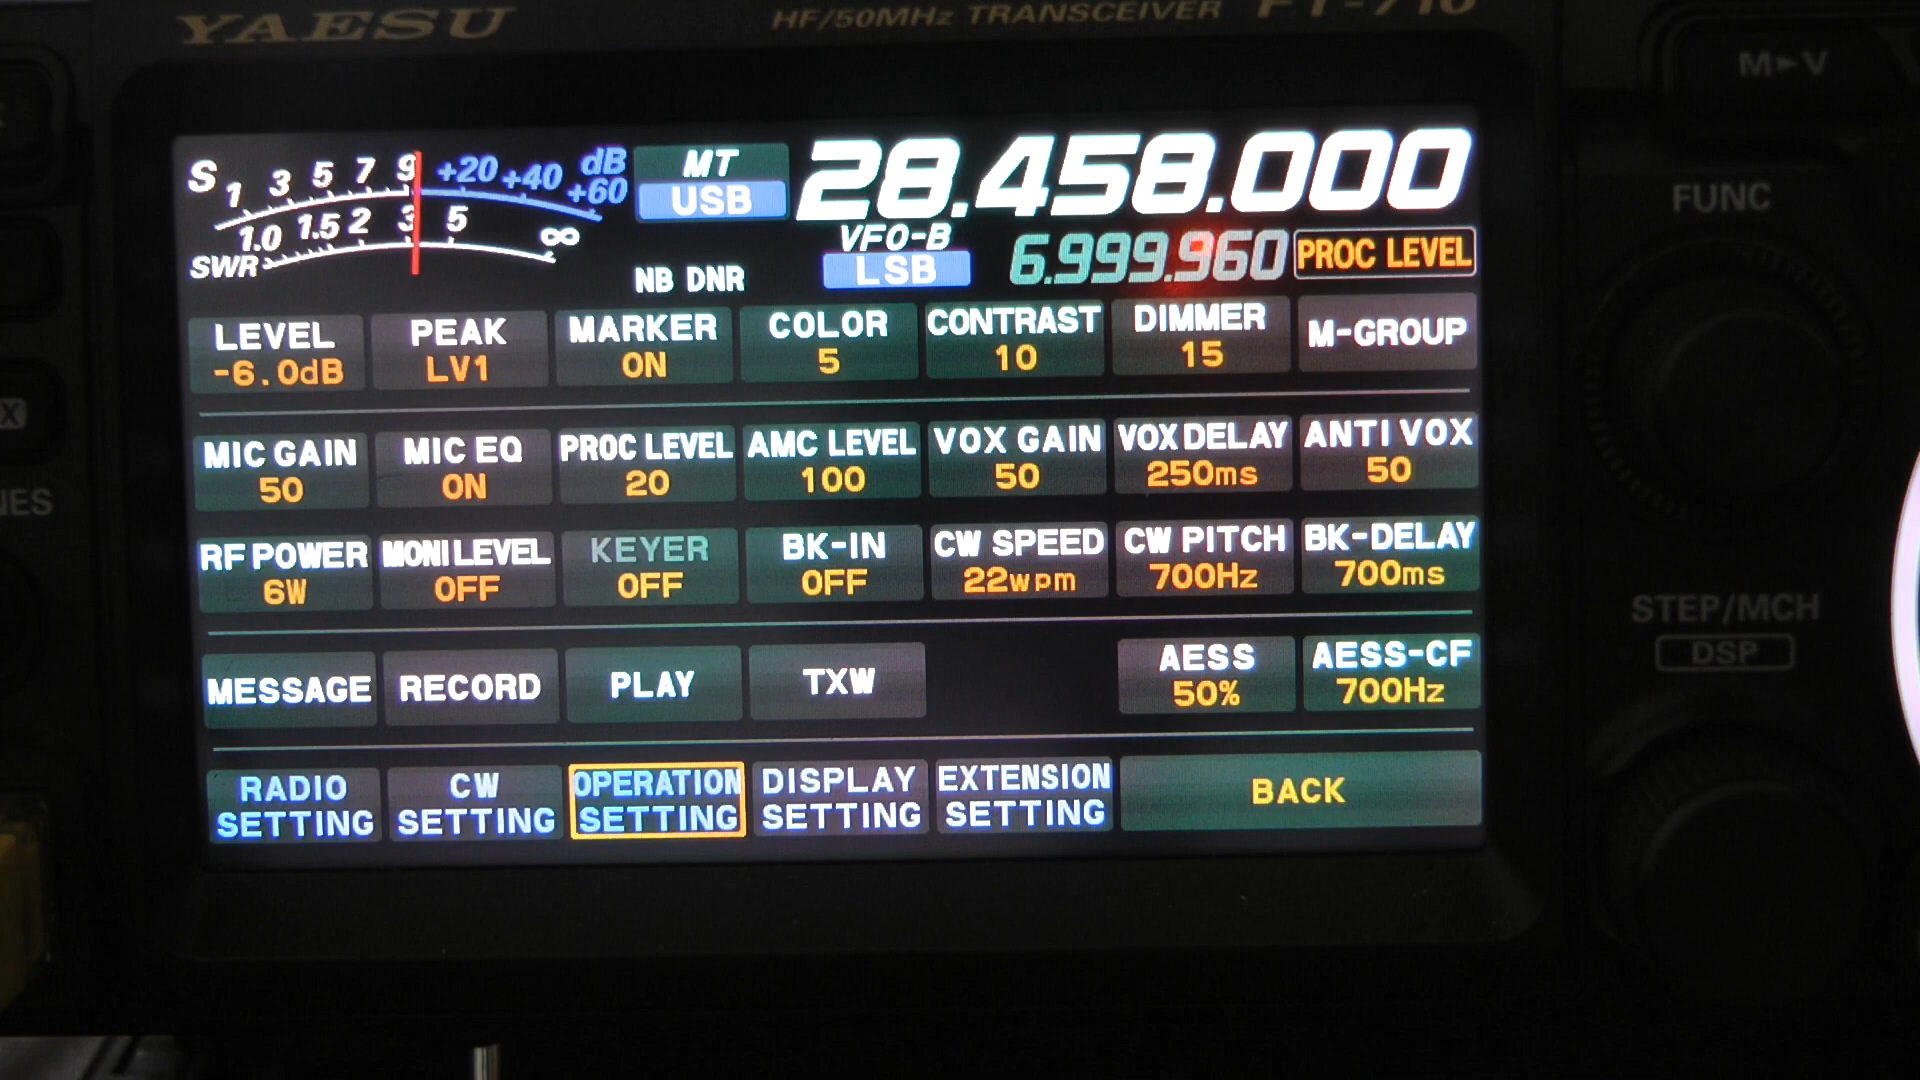 YAESU HF/50MHz TRANSCEIVER FT-710
M►V
S 1 3 5 7 9 +20 +40 +60 dB
SWR 1.0 1.5 2 3 5 ∞
MT
USB
28.458.000
VFO-B
LSB
6.999.960
PROC LEVEL
NB DNR
FUNC
LEVEL PEAK MARKER COLOR CONTRAST DIMMER M-GROUP
-6.0dB LV1 ON 5 10 15
MIC GAIN MIC EQ PROC LEVEL AMC LEVEL VOX GAIN VOX DELAY ANTI VOX
50 ON 20 100 50 250ms 50
RF POWER MONI LEVEL KEYER BK-IN CW SPEED CW PITCH BK-DELAY
6W OFF OFF OFF 22wpm 700Hz 700ms
STEP/MCH
DSP
MESSAGE RECORD PLAY TXW AESS AESS-CF
50% 700Hz
RADIO CW OPERATION DISPLAY EXTENSION BACK
SETTING SETTING SETTING SETTING SETTING